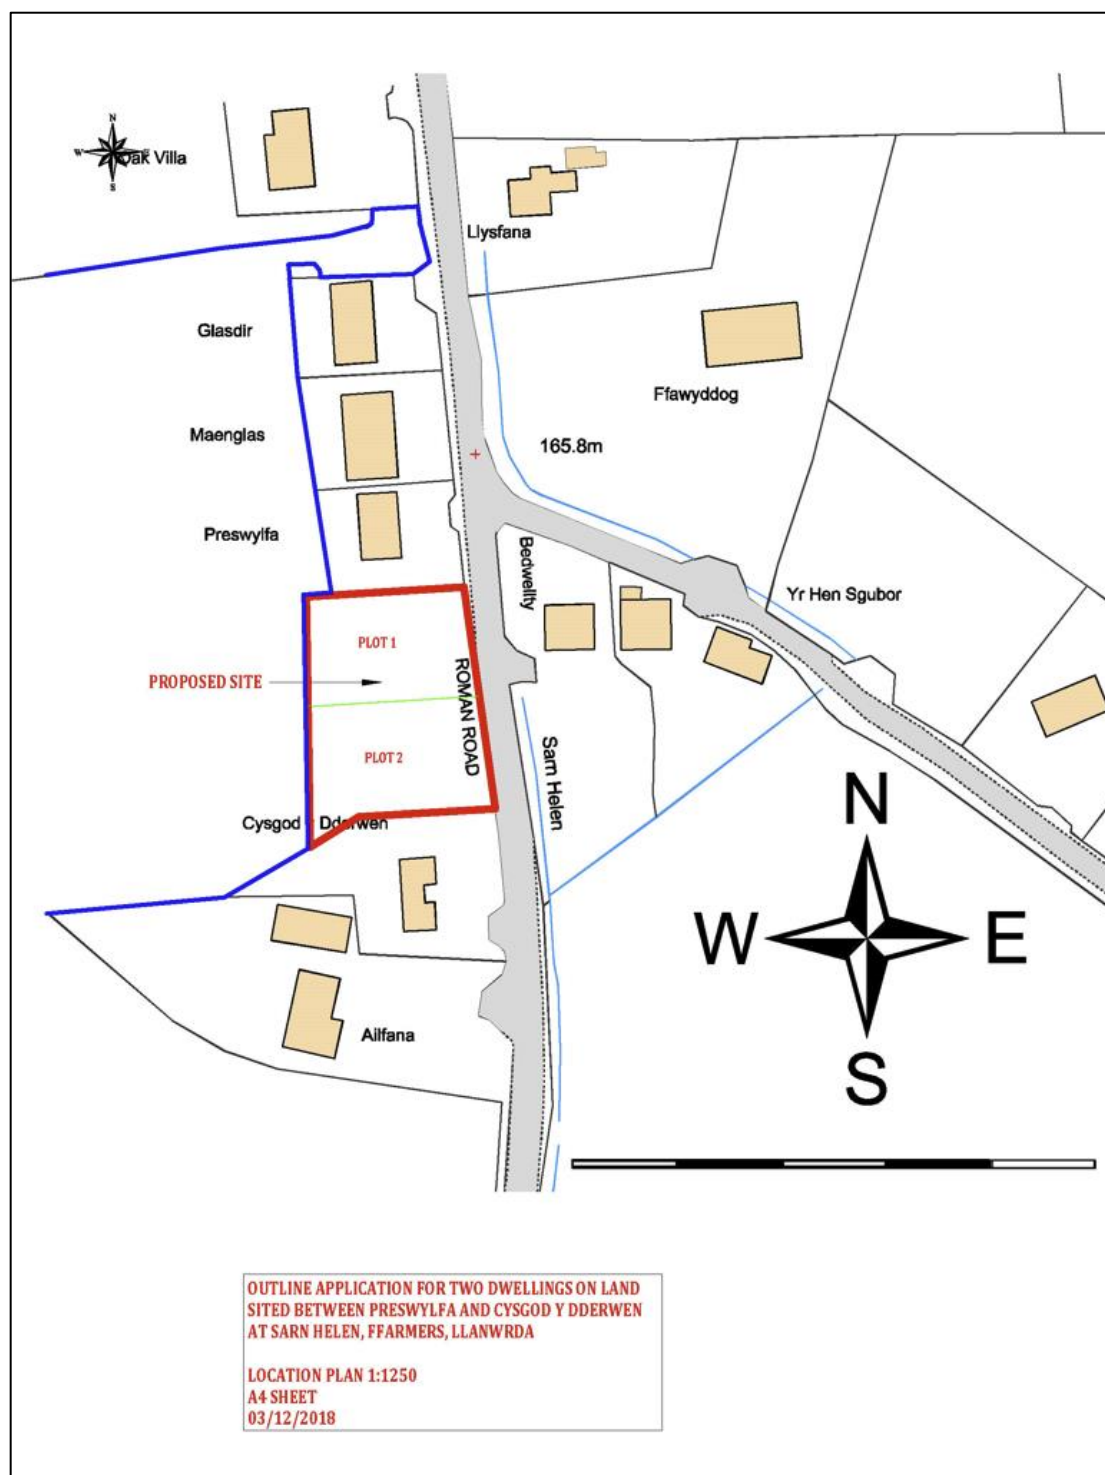 N
W
E
S
Oak Villa
Llysfana
Glasdir
Ffawyddog
Maenglas
165.8m
Preswylfa
Bedwellty
Yr Hen Sgubor
PLOT 1
PROPOSED SITE
ROMAN ROAD
PLOT 2
Sarn Helen
Cysgod y Dderwen
N
W
E
S
Ailfana
OUTLINE APPLICATION FOR TWO DWELLINGS ON LAND
SITED BETWEEN PRESWYLFA AND CYSGOD Y DDERWEN
AT SARN HELEN, FFARMERS, LLANWRDA
LOCATION PLAN 1:1250
A4 SHEET
03/12/2018